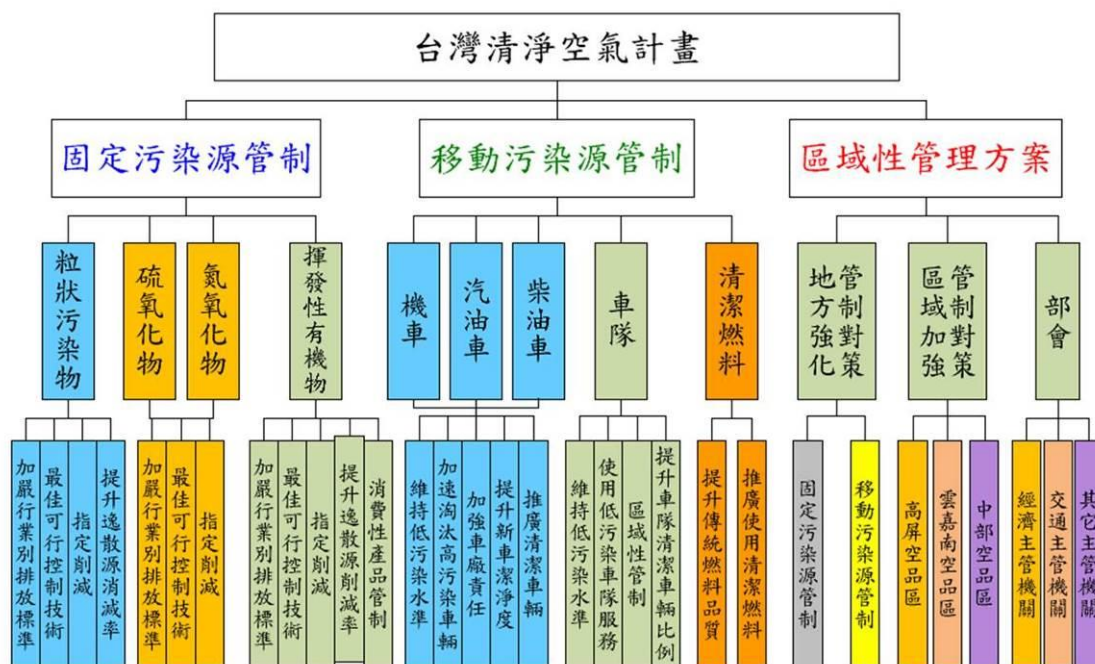 台灣清淨空氣計畫
固定污染源管制
移動污染源管制
區域性管理方案
粒狀污染物
硫氧化物
氮氧化物
揮發性有機物
機車
汽油車
柴油車
車隊
清潔燃料
地方強化
管制對策
區域加強
管制對策
部會
加嚴行業別排放標準
最佳可行控制技術
指定削減
提升逸散源消減率
加嚴行業別排放標準
最佳可行控制技術
指定削減
加嚴行業別排放標準
最佳可行控制技術
指定削減
提升逸散源削減率
消費性產品管制
維持低污染水準
加速淘汰高污染車輛
加強車廠責任
提升新車潔淨度
推廣清潔車輛
維持低污染水準
使用低污染車隊服務
區域性管制
提升車隊清潔車輛比例
提升傳統燃料品質
推廣使用清潔燃料
固定污染源管制
移動污染源管制
高屏空品區
雲嘉南空品區
中部空品區
經濟主管機關
交通主管機關
其它主管機關